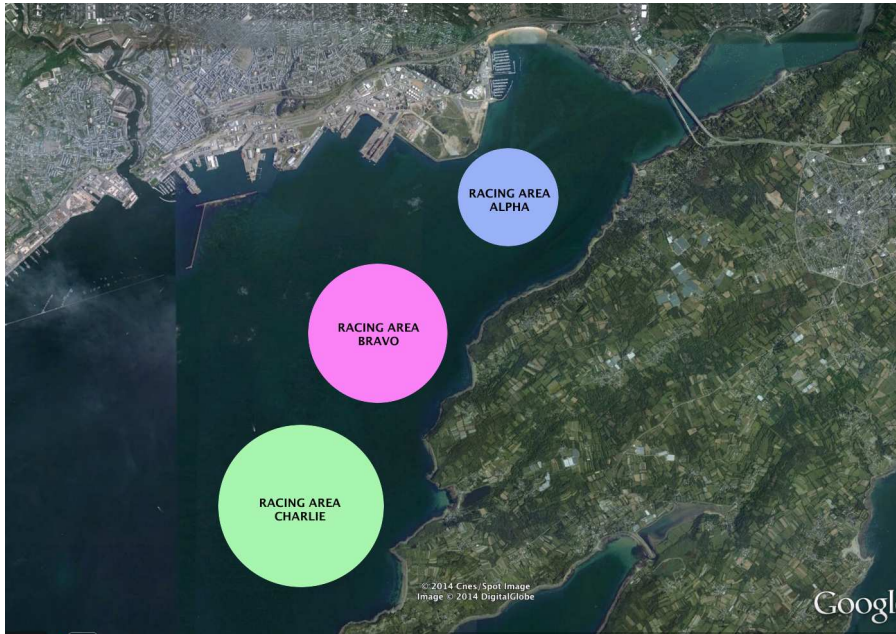 RACING AREA
ALPHA
RACING AREA
BRAVO
RACING AREA
CHARLIE
© 2014 Cnes/Spot Image
Image © 2014 DigitalGlobe
Googl